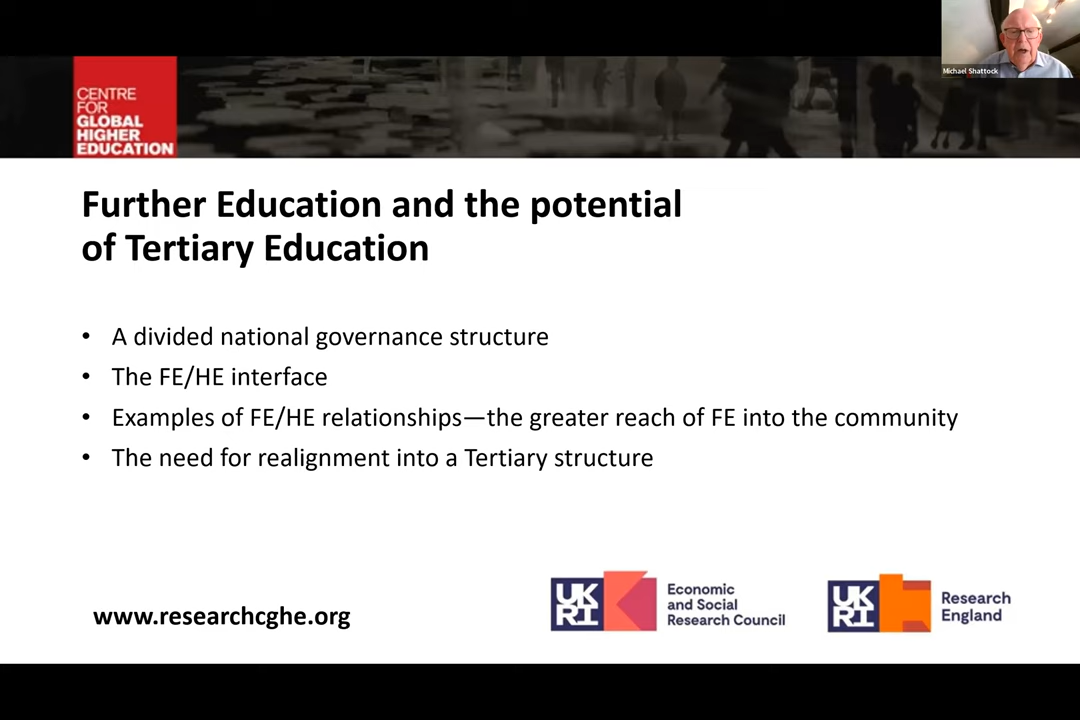 Michael Shattock
CENTRE
FOR
GLOBAL
HIGHER
EDUCATION
Further Education and the potential
of Tertiary Education
• A divided national governance structure
• The FE/HE interface
• Examples of FE/HE relationships—the greater reach of FE into the community
• The need for realignment into a Tertiary structure
www.researchcghe.org
UK
RI
Economic
and Social
Research Council
UK
RI
Research
England